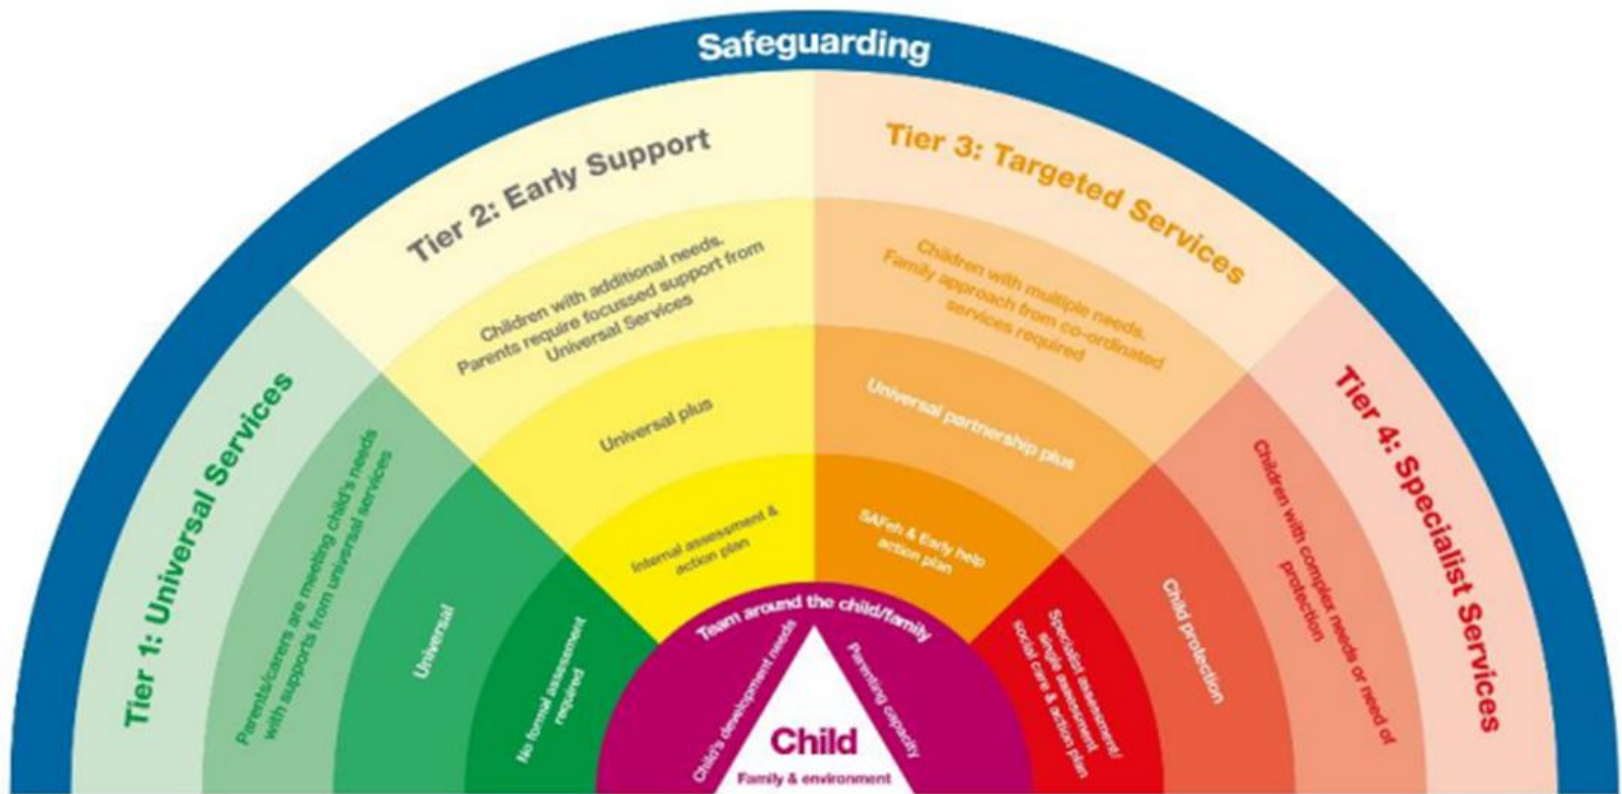 Safeguarding
Tier 1: Universal Services
Parents/carers are meeting child's needs
with supports from universal services
Universal
No formal assessment
required
Tier 2: Early Support
Children with additional needs.
Parents require focussed support from
Universal Services
Universal plus
Internal assessment &
action plan
Tier 3: Targeted Services
Children with multiple needs.
Family approach from co-ordinated
services required
Universal partnership plus
SAFeh & Early help
action plan
Tier 4: Specialist Services
Children with complex needs or need of
protection
Child protection
Specialist assessment/
single assessment
social care & action plan
Team around the child/family
Child's development needs
Parenting capacity
Child
Family & environment